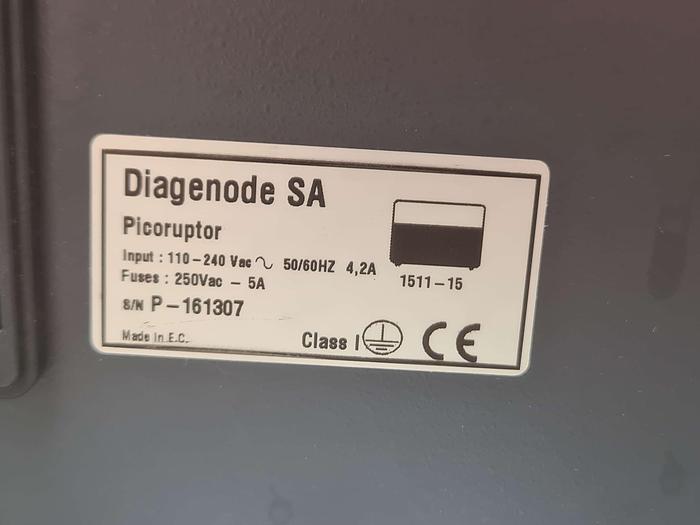 Diagenode SA
Picoruptor
Input : 110-240 Vac ∿ 50/60HZ 4,2A
Fuses : 250Vac - 5A
1511-15
S/N P-161307
Made in E.C.
Class I
CE